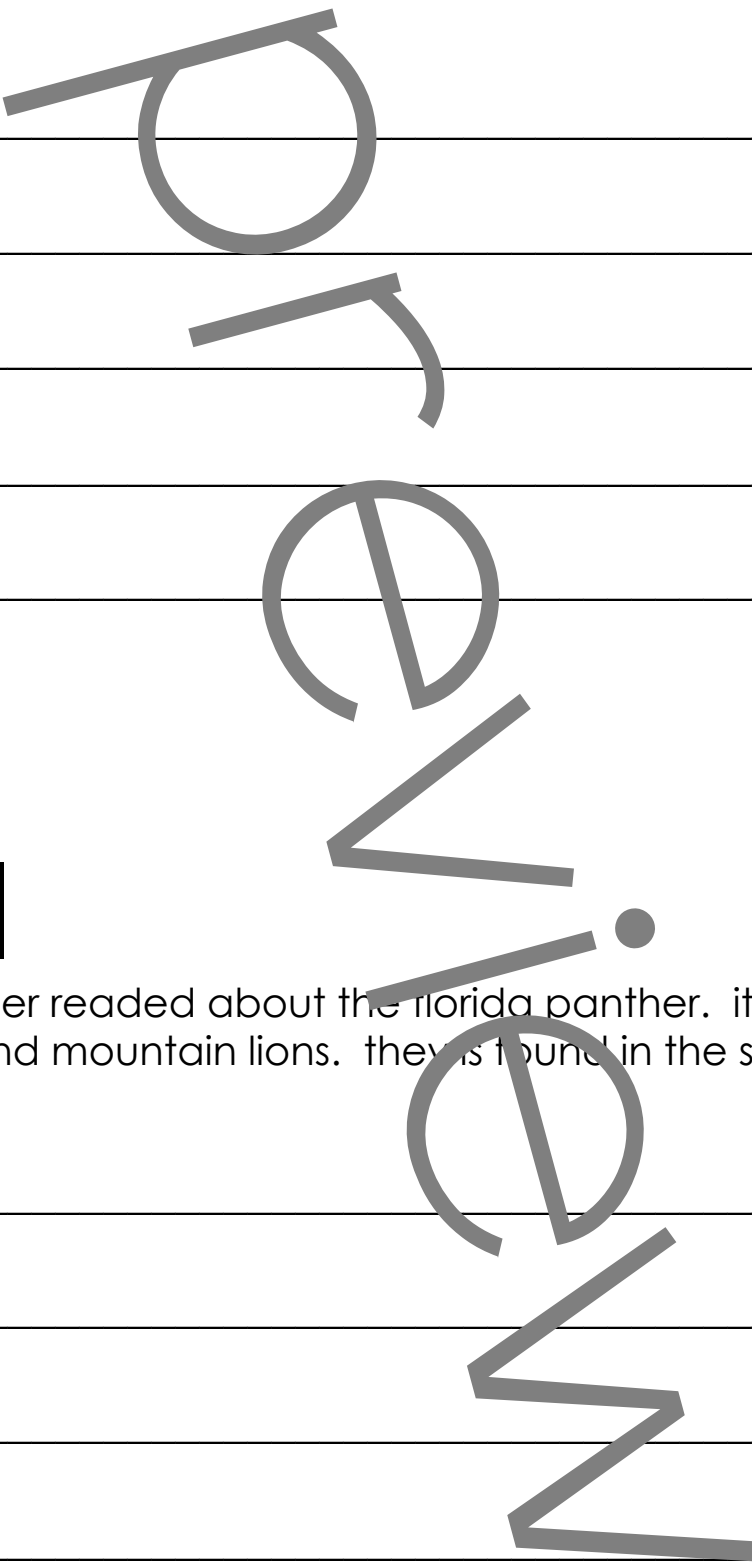 preview
er readed about the florida panther. it
nd mountain lions. they is found in the s